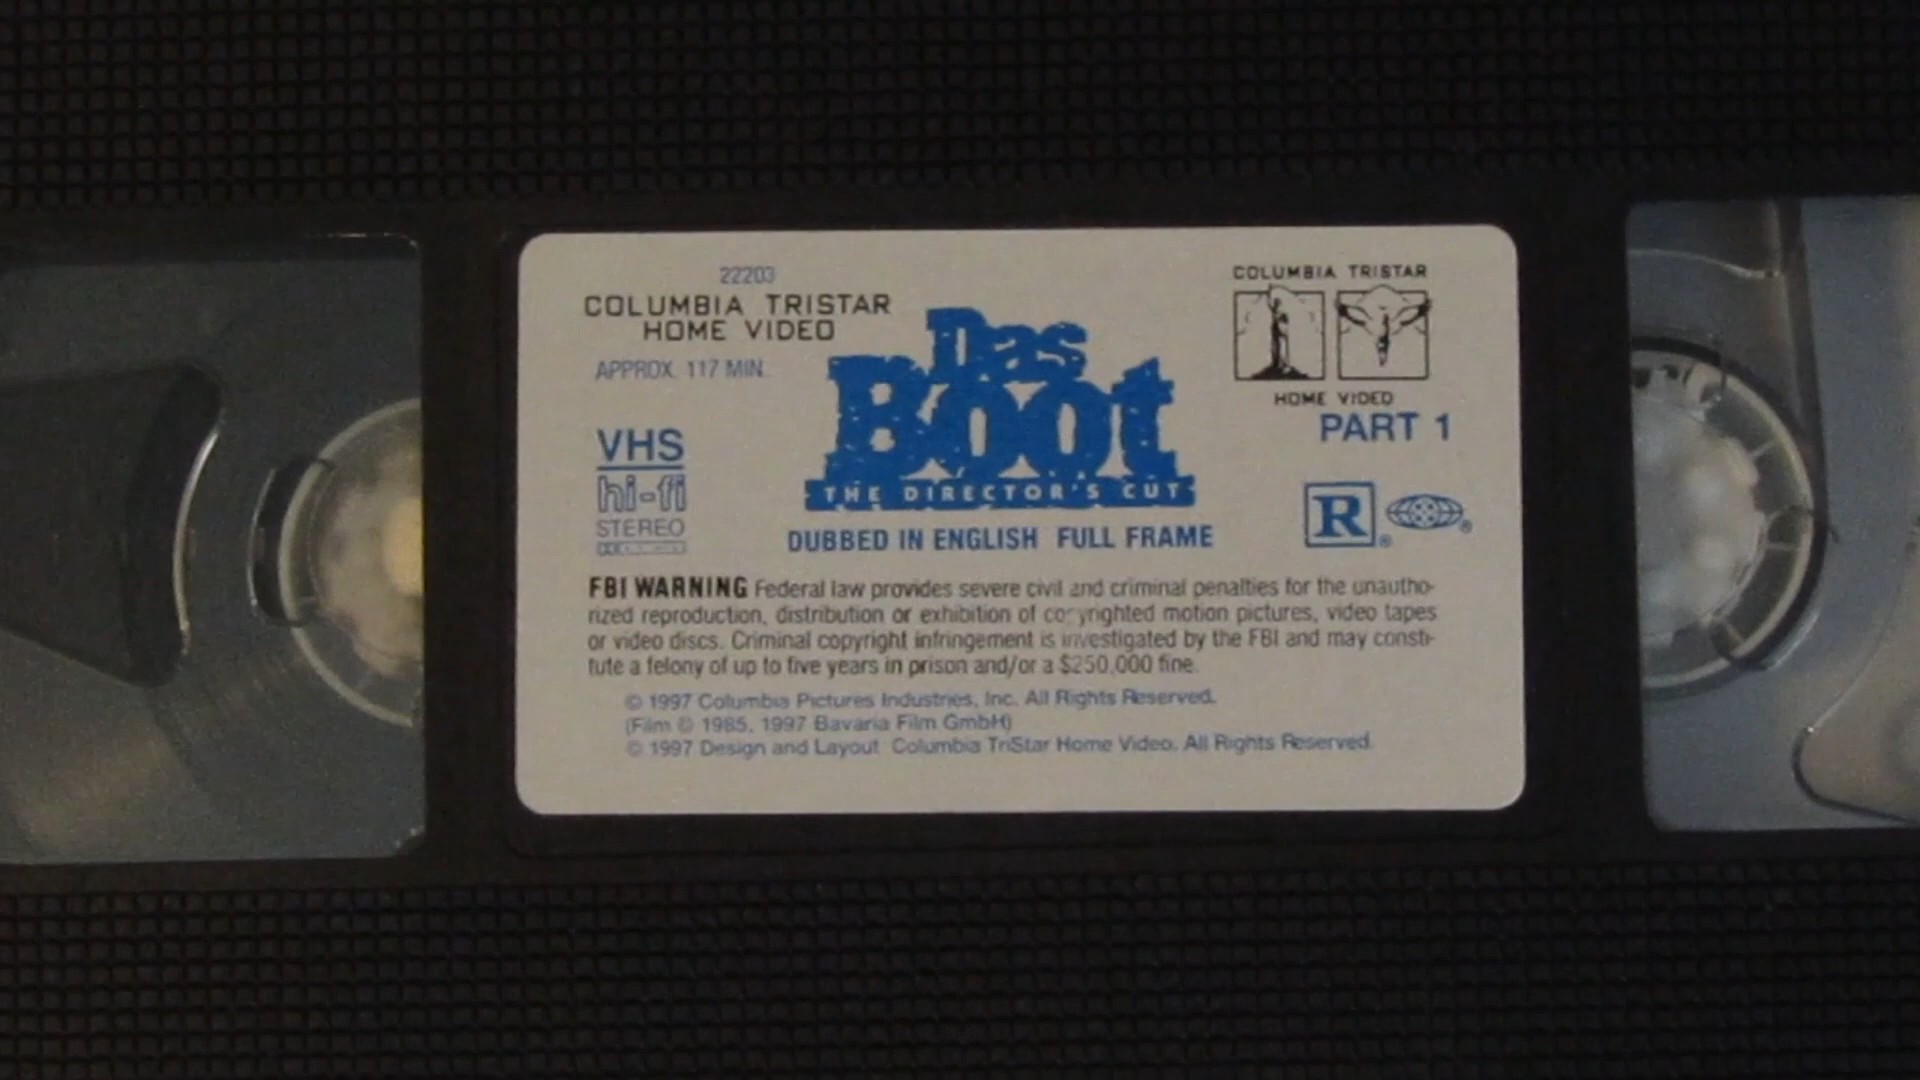 22203
COLUMBIA TRISTAR
HOME VIDEO
APPROX. 117 MIN.
VHS
hi-fi
STEREO
Das
Boot
THE DIRECTOR'S CUT
DUBBED IN ENGLISH FULL FRAME
COLUMBIA TRISTAR
HOME VIDEO
PART 1
R ®
®
FBI WARNING Federal law provides severe civil and criminal penalties for the unautho-
rized reproduction, distribution or exhibition of copyrighted motion pictures, video tapes
or video discs. Criminal copyright infringement is investigated by the FBI and may consti-
tute a felony of up to five years in prison and/or a $250,000 fine.
© 1997 Columbia Pictures Industries, Inc. All Rights Reserved.
(Film © 1985, 1997 Bavaria Film GmbH)
© 1997 Design and Layout Columbia TriStar Home Video. All Rights Reserved.